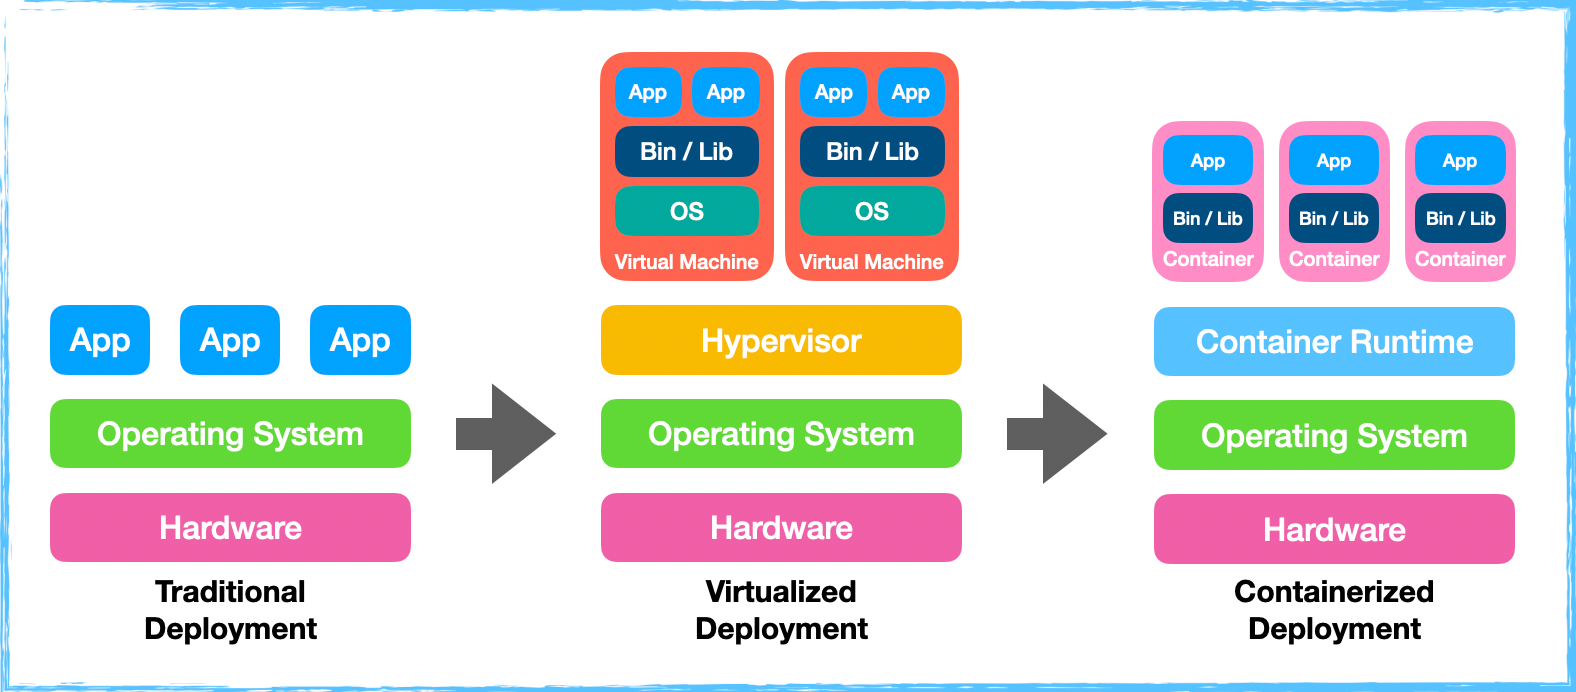 App App App
Operating System
Hardware
Traditional
Deployment
App App
Bin / Lib
OS
Virtual Machine
App App
Bin / Lib
OS
Virtual Machine
Hypervisor
Operating System
Hardware
Virtualized
Deployment
App
Bin / Lib
Container
App
Bin / Lib
Container
App
Bin / Lib
Container
Container Runtime
Operating System
Hardware
Containerized
Deployment